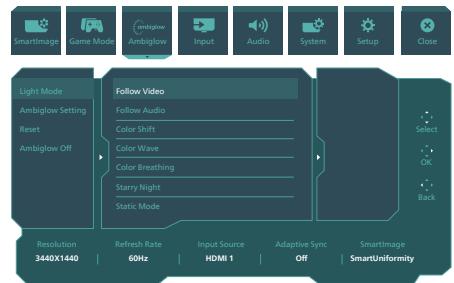 ambiglow
SmartImage Game Mode Ambiglow Input Audio System Setup Close
Light Mode
Ambiglow Setting
Reset
Ambiglow Off
Follow Video
Follow Audio
Color Shift
Color Wave
Color Breathing
Starry Night
Static Mode
Select
OK
Back
Resolution Refresh Rate Input Source Adaptive Sync SmartImage
3440X1440 | 60Hz | HDMI 1 | Off | SmartUniformity